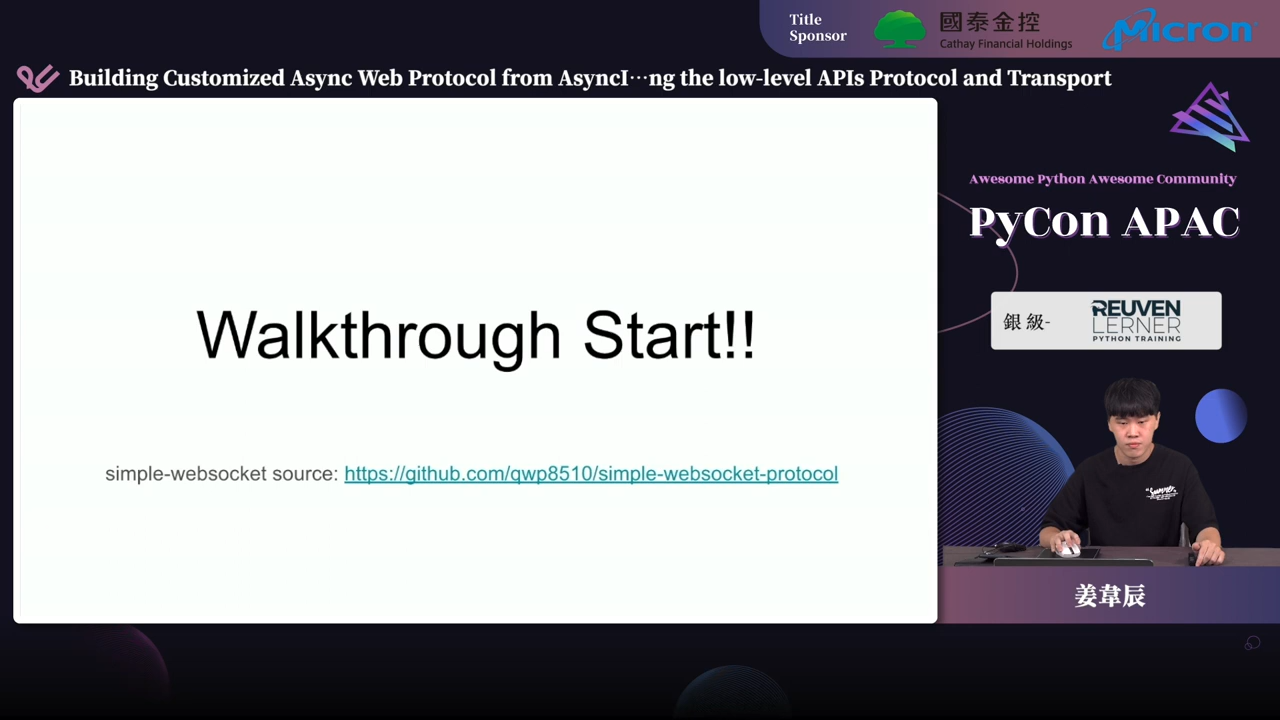 Title
Sponsor
國泰金控
Cathay Financial Holdings
Micron
Building Customized Async Web Protocol from AsyncI…ng the low-level APIs Protocol and Transport
Walkthrough Start!!
simple-websocket source: https://github.com/qwp8510/simple-websocket-protocol
Awesome Python Awesome Community
PyCon APAC
銀級-
REUVEN
LERNER
PYTHON TRAINING
姜韋辰